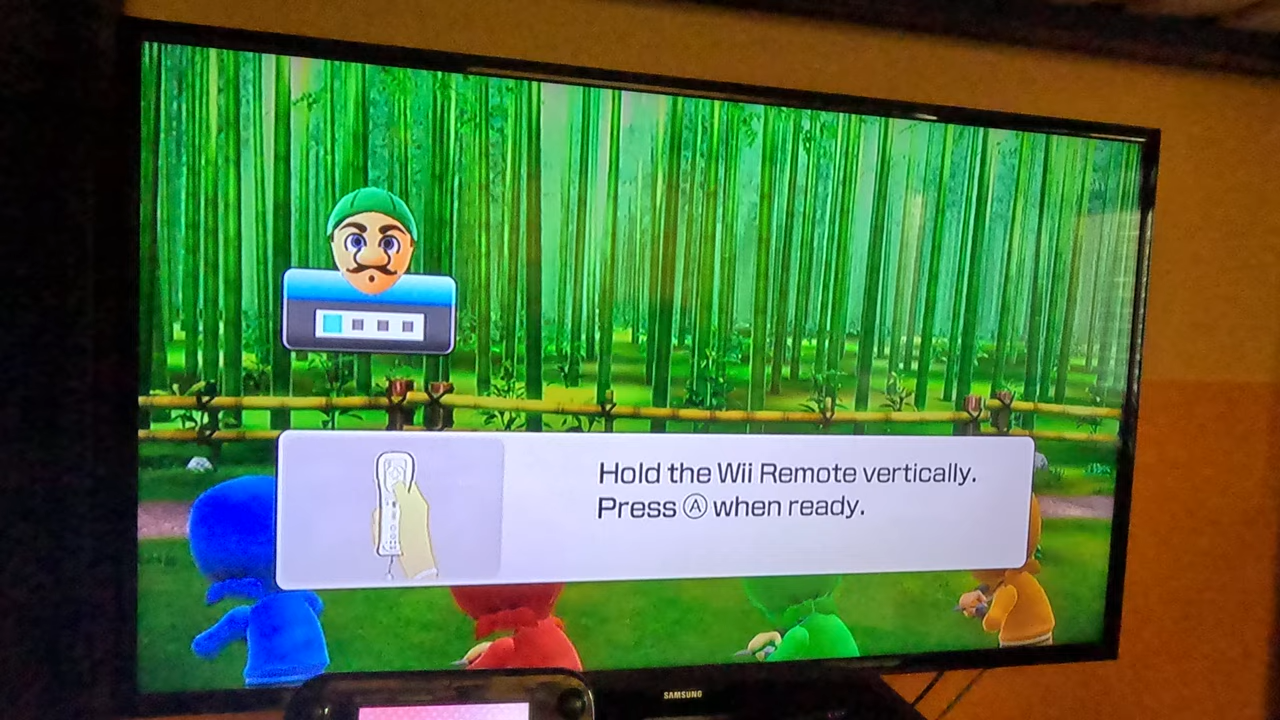 Hold the Wii Remote vertically.
Press Ⓐ when ready.
SAMSUNG